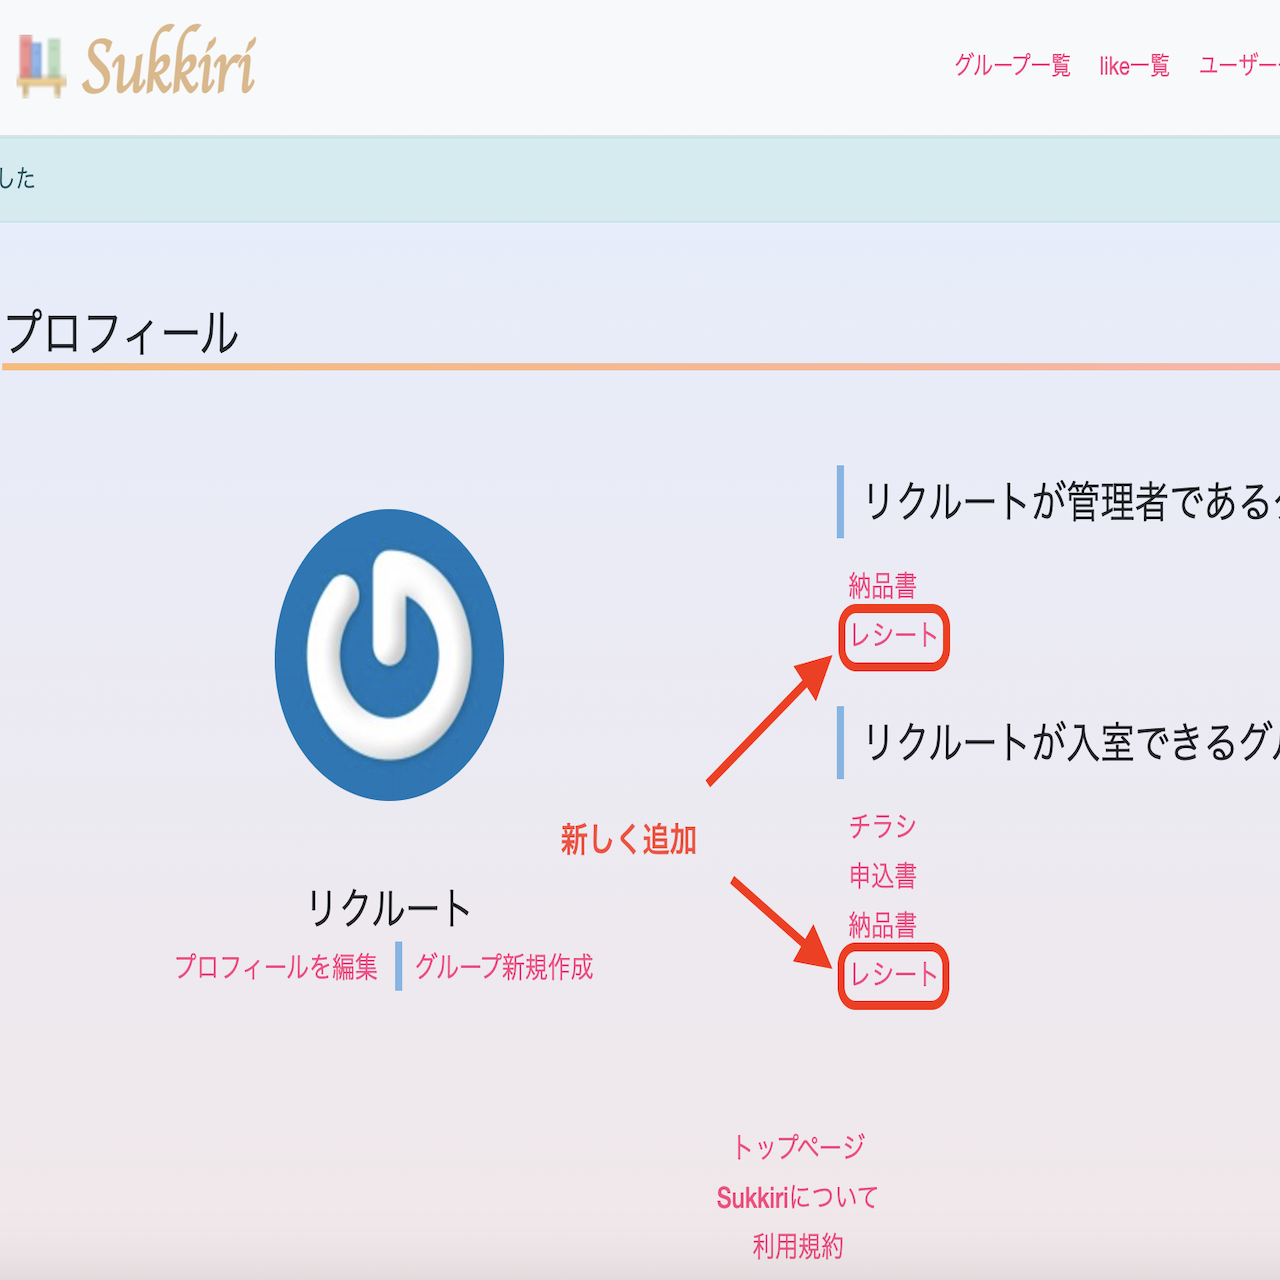 Sukkiri
グループ一覧 like一覧 ユーザー
した
プロフィール
リクルートが管理者である
納品書
レシート
リクルートが入室できるグル
新しく追加
チラシ
申込書
納品書
レシート
リクルート
プロフィールを編集 グループ新規作成
トップページ
Sukkiriについて
利用規約